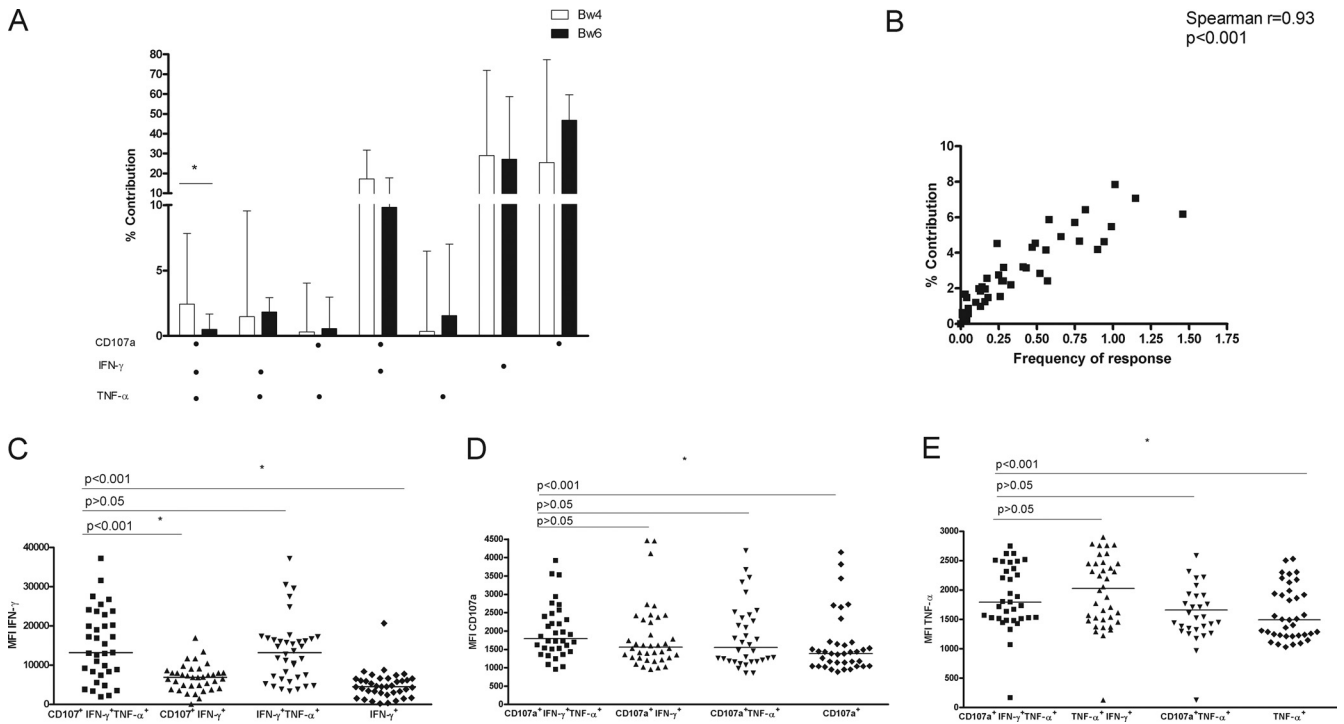 A
Bw4
Bw6
% Contribution
80
70
60
50
40
30
20
10
10
5
0
*
CD107a
IFN-γ
TNF-α
B
Spearman r=0.93
p<0.001
% Contribution
10
8
6
4
2
0
0.00 0.25 0.50 0.75 1.00 1.25 1.50 1.75
Frequency of response
C
*
p<0.001
p>0.05
p<0.001 *
MFI IFN-γ
40000
30000
20000
10000
0
CD107⁺ IFN-γ⁺TNF-α⁺ CD107⁺ IFN-γ⁺ IFN-γ⁺TNF-α⁺ IFN-γ⁺
D
*
p<0.001
p>0.05
p>0.05
MFI CD107a
4500
4000
3500
3000
2500
2000
1500
1000
500
0
CD107a⁺ IFN-γ⁺TNF-α⁺ CD107a⁺ IFN-γ⁺ CD107a⁺TNF-α⁺ CD107a⁺
E
*
p<0.001
p>0.05
p>0.05
MFI TNF-α
3000
2500
2000
1500
1000
500
0
CD107a⁺ IFN-γ⁺TNF-α⁺ TNF-α⁺ IFN-γ⁺ CD107a⁺TNF-α⁺ TNF-α⁺